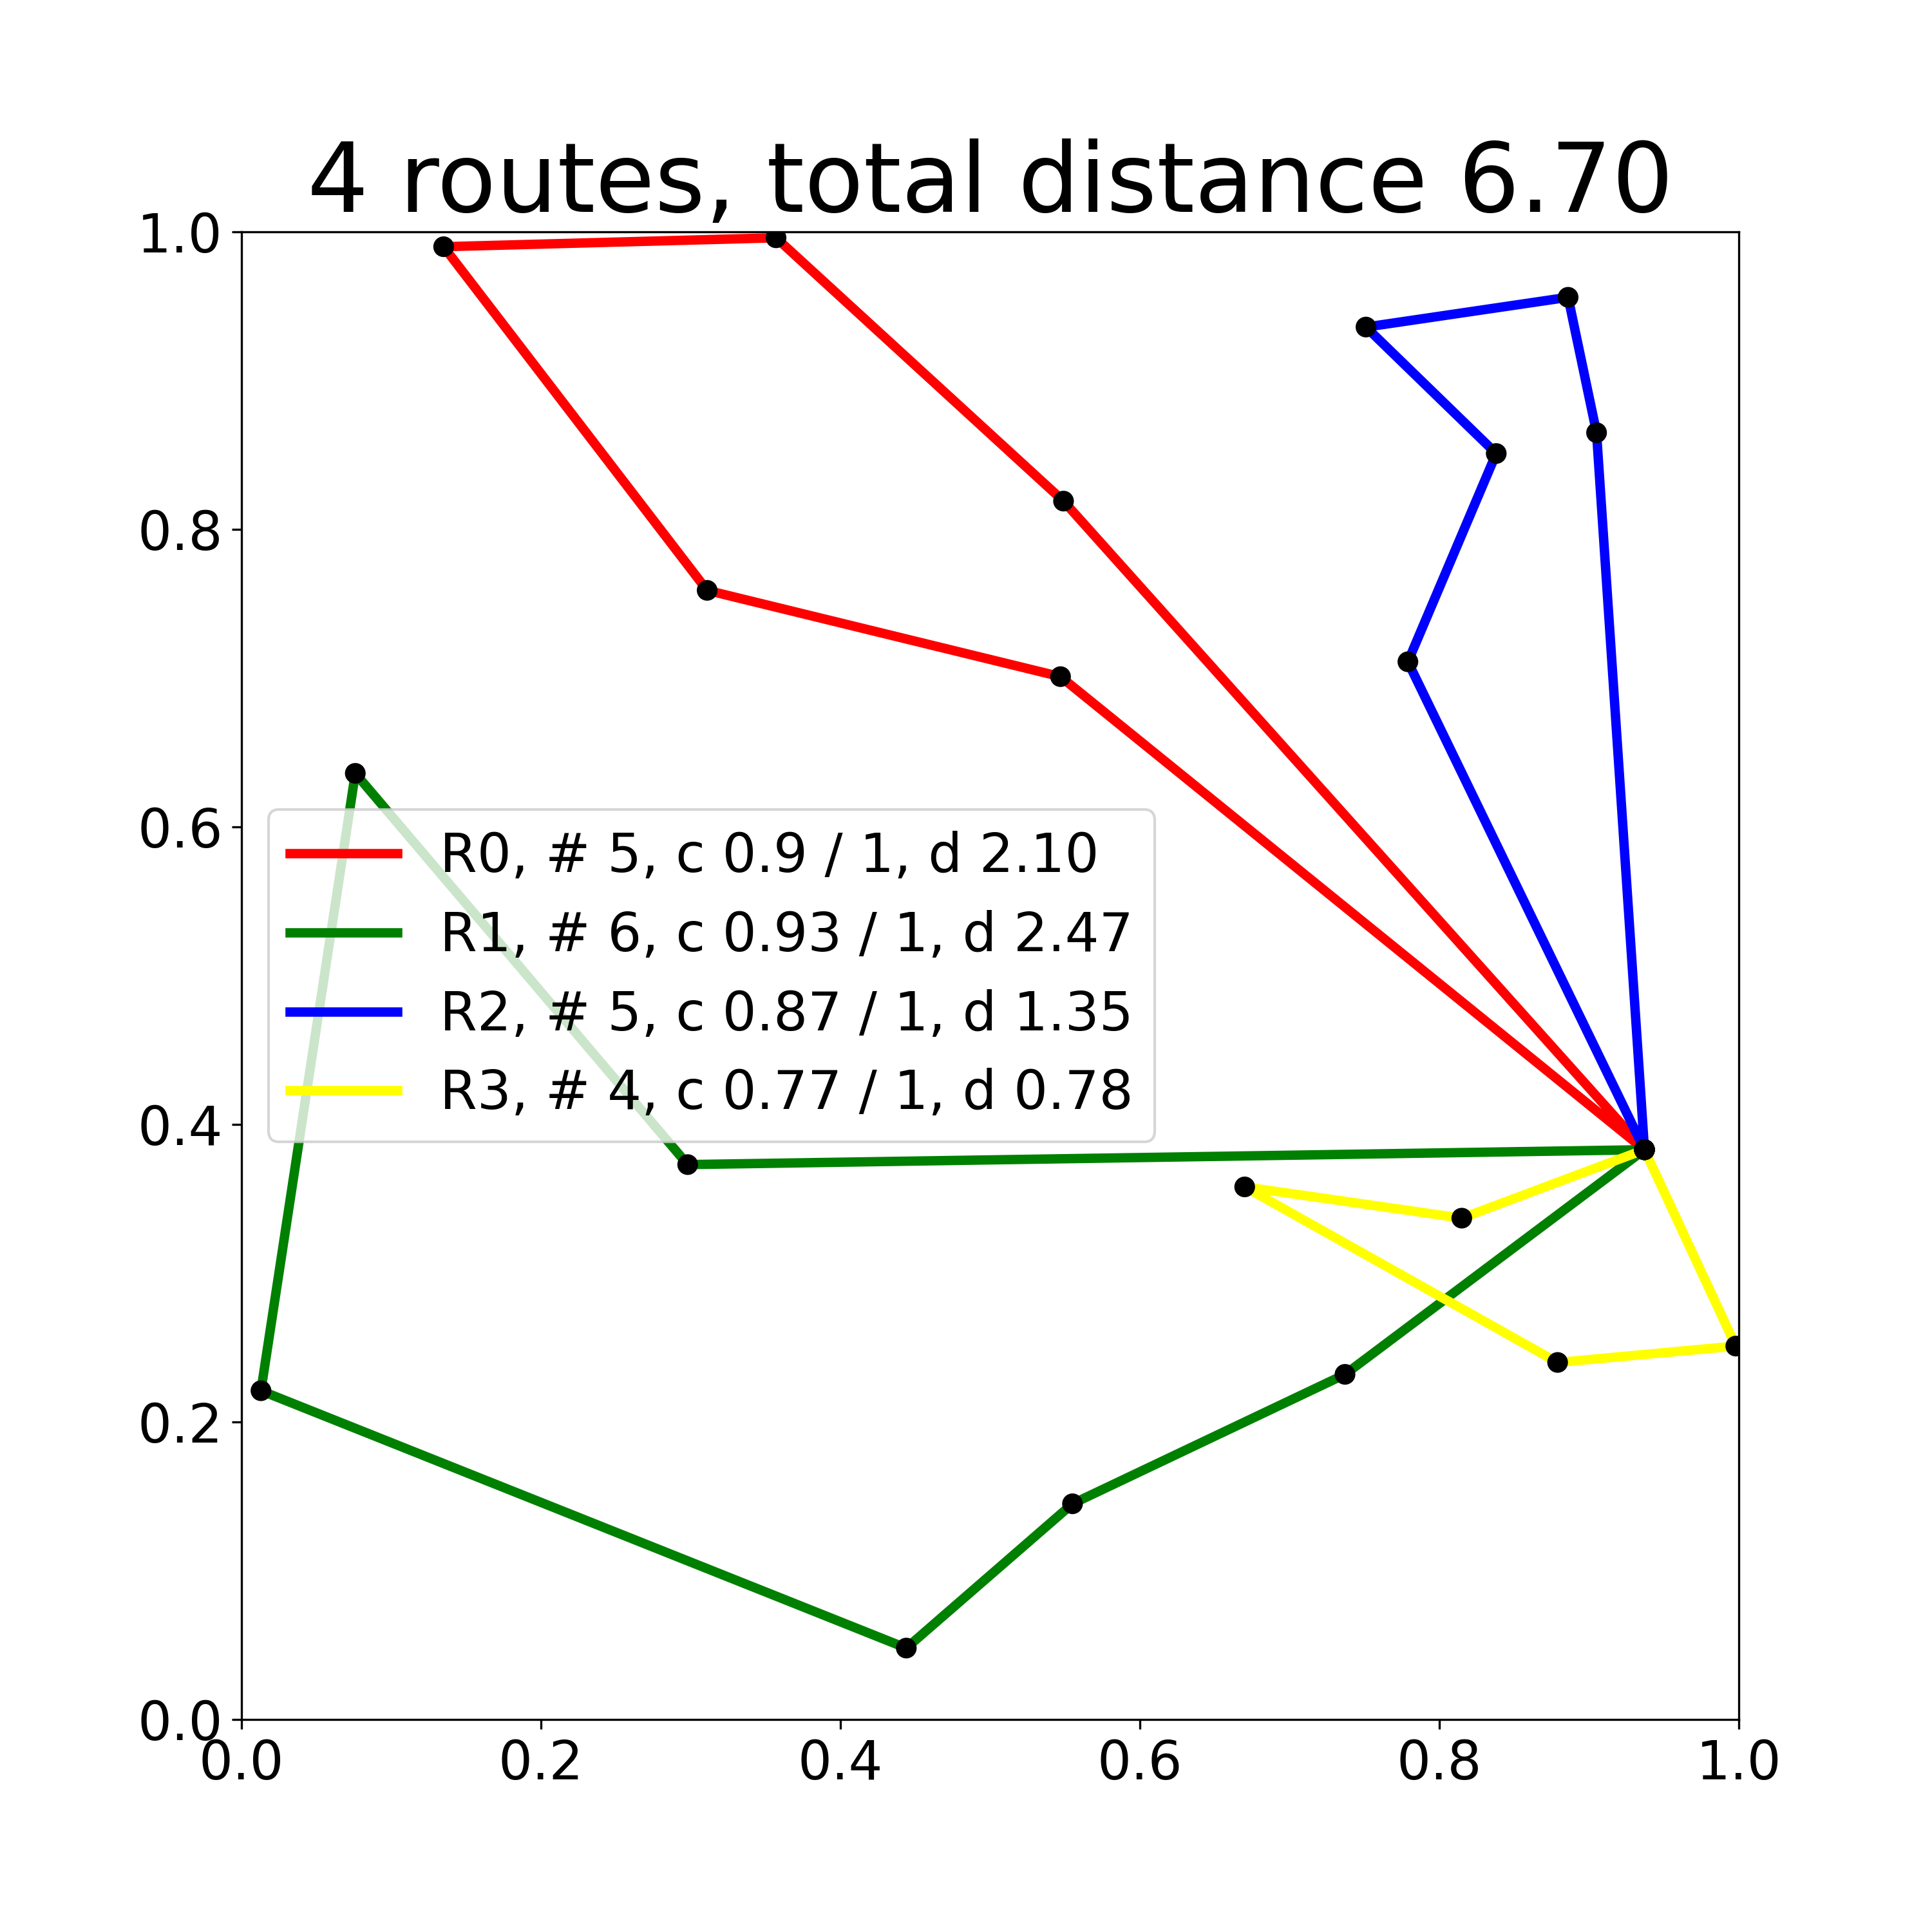 4 routes, total distance 6.70
1.0
0.8
0.6
0.4
0.2
0.0
R0, # 5, c 0.9 / 1, d 2.10
R1, # 6, c 0.93 / 1, d 2.47
R2, # 5, c 0.87 / 1, d 1.35
R3, # 4, c 0.77 / 1, d 0.78
0.0 0.2 0.4 0.6 0.8 1.0